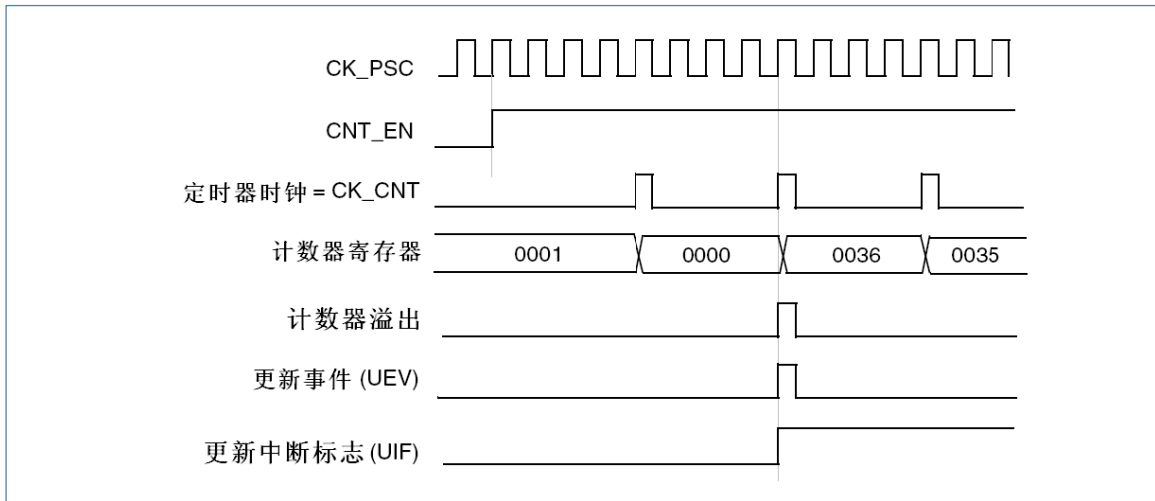 CK_PSC
CNT_EN
定时器时钟 = CK_CNT
计数器寄存器 0001 0000 0036 0035
计数器溢出
更新事件 (UEV)
更新中断标志 (UIF)